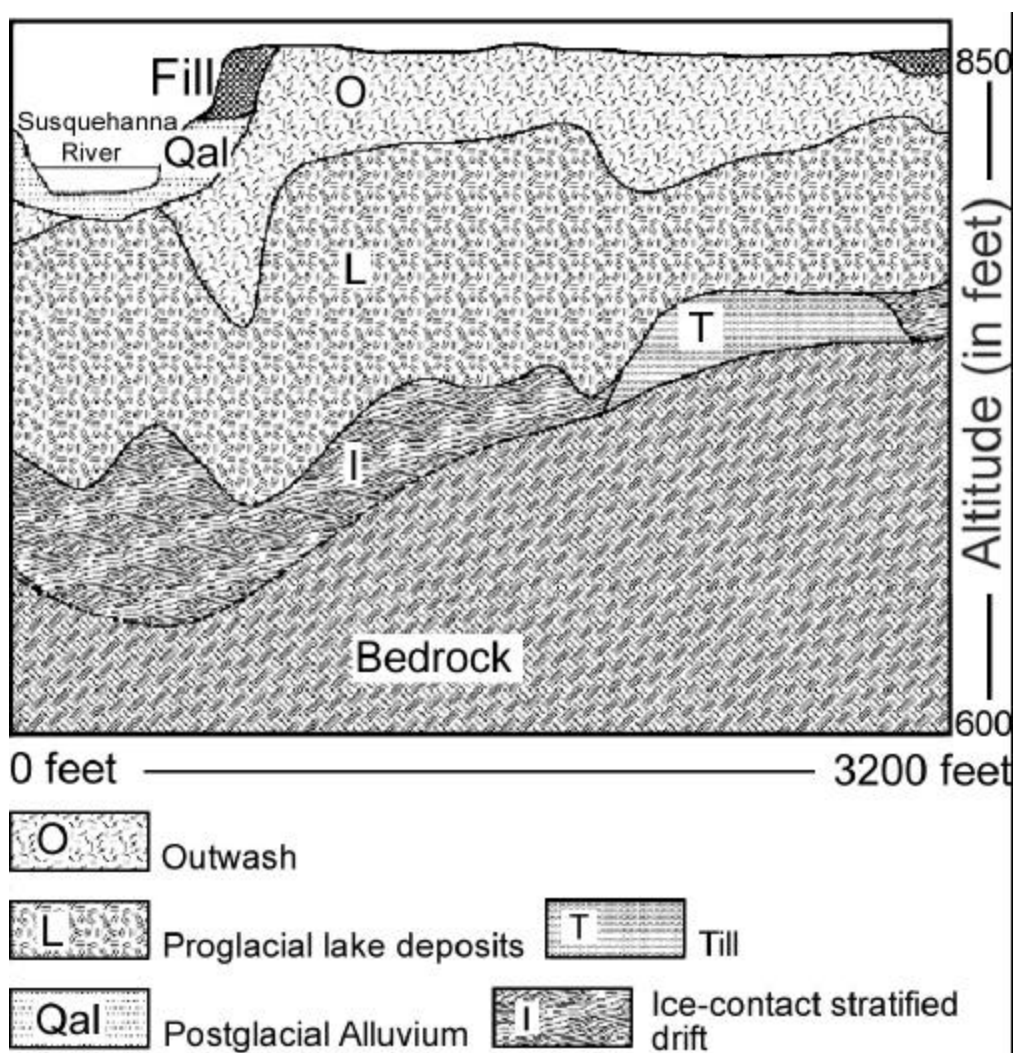 Fill
O
850
Susquehanna
River
Qal
L
T
I
Altitude (in feet)
Bedrock
600
0 feet
3200 feet
O Outwash
L Proglacial lake deposits
T Till
Qal Postglacial Alluvium
I Ice-contact stratified
drift